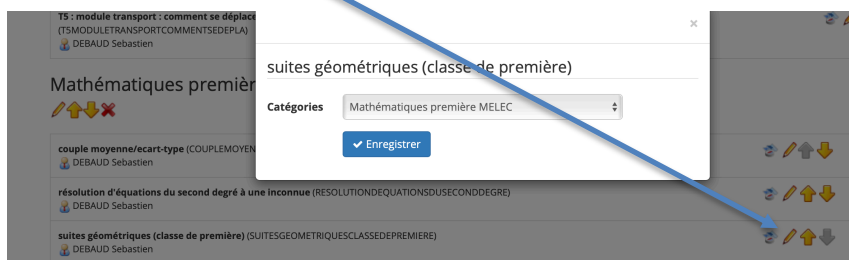 T5 : module transport : comment se déplace
(T5MODULETRANSPORTCOMMENTSEDEPLA)
DEBAUD Sebastien
×
suites géométriques (classe de première)
Catégories Mathématiques première MELEC
Enregistrer
Mathématiques premièr
couple moyenne/ecart-type (COUPLEMOYEN
DEBAUD Sebastien
résolution d'équations du second degré à une inconnue (RESOLUTIONDEQUATIONSDUSECONDDEGRE)
DEBAUD Sebastien
suites géométriques (classe de première) (SUITESGEOMETRIQUESCLASSEDEPREMIERE)
DEBAUD Sebastien